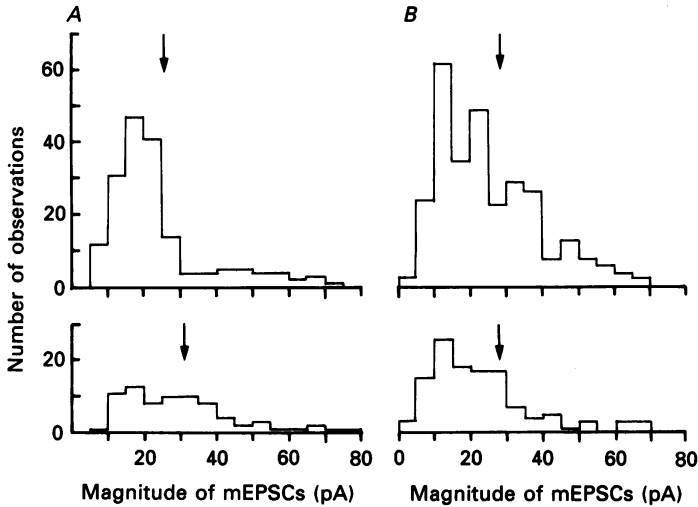 A
B
Number of observations
60
40
20
0
20
0
20 40 60 80
0 20 40 60 80
Magnitude of mEPSCs (pA)
Magnitude of mEPSCs (pA)